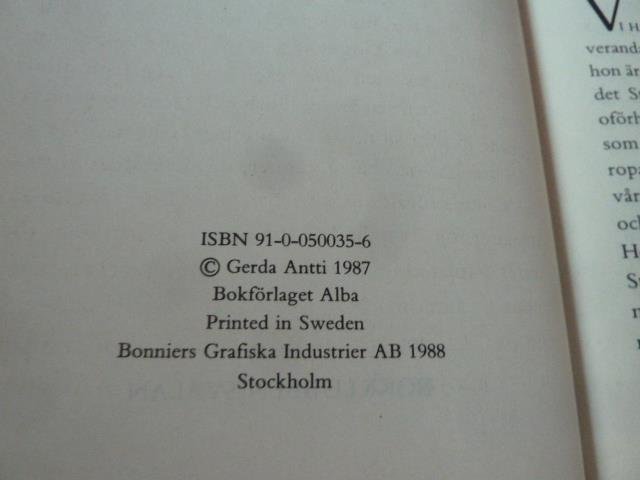 ISBN 91-0-050035-6
© Gerda Antti 1987
Bokförlaget Alba
Printed in Sweden
Bonniers Grafiska Industrier AB 1988
Stockholm
V
I H
veranda
hon är
det S
oförh
som
ropa
vår
och
H
S